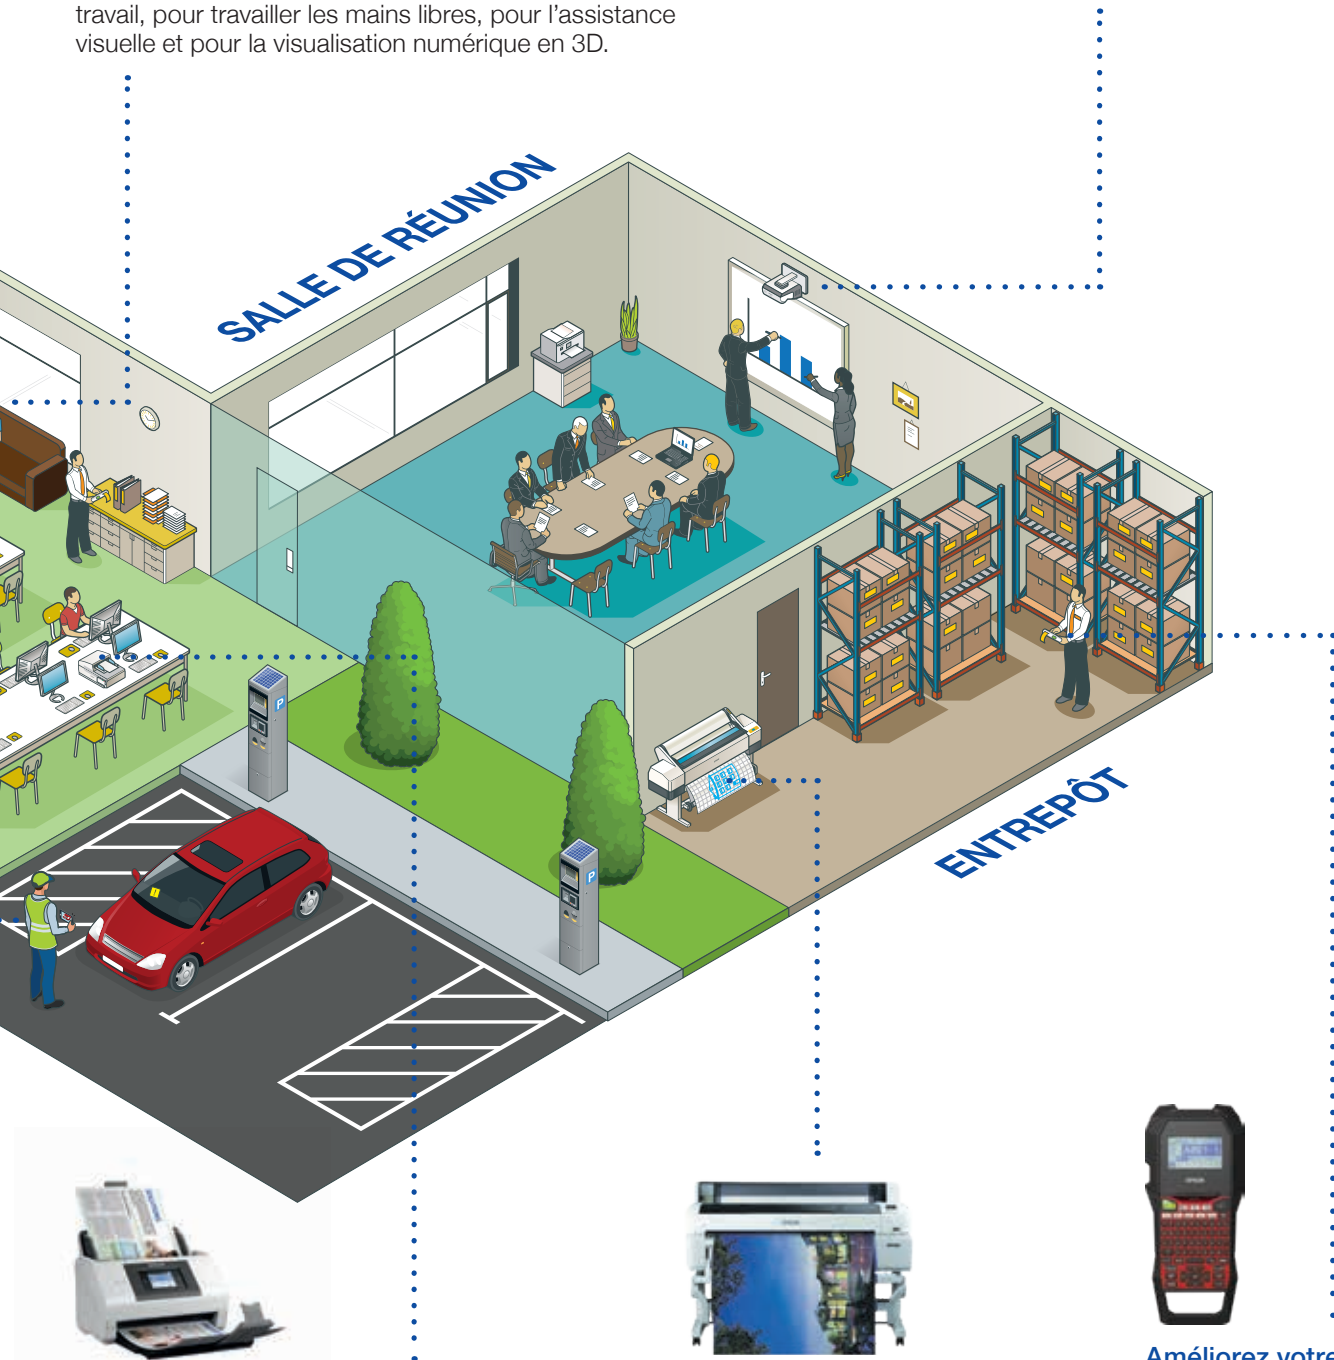 travail, pour travailler les mains libres, pour l’assistance
visuelle et pour la visualisation numérique en 3D.
SALLE DE RÉUNION
P
P
ENTREPÔT
EPSON
Améliorez votre